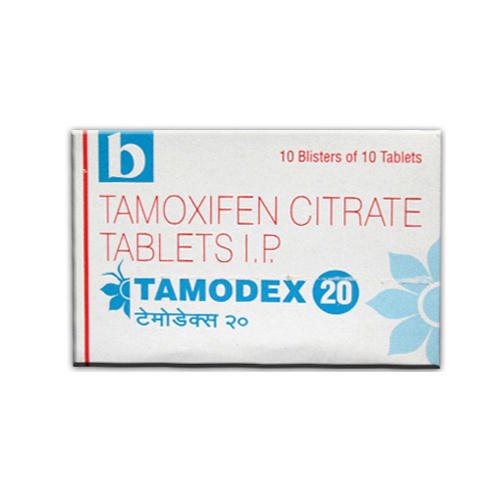 b
10 Blisters of 10 Tablets
TAMOXIFEN CITRATE
TABLETS I.P.
TAMODEX 20
टेमोडेक्स २०